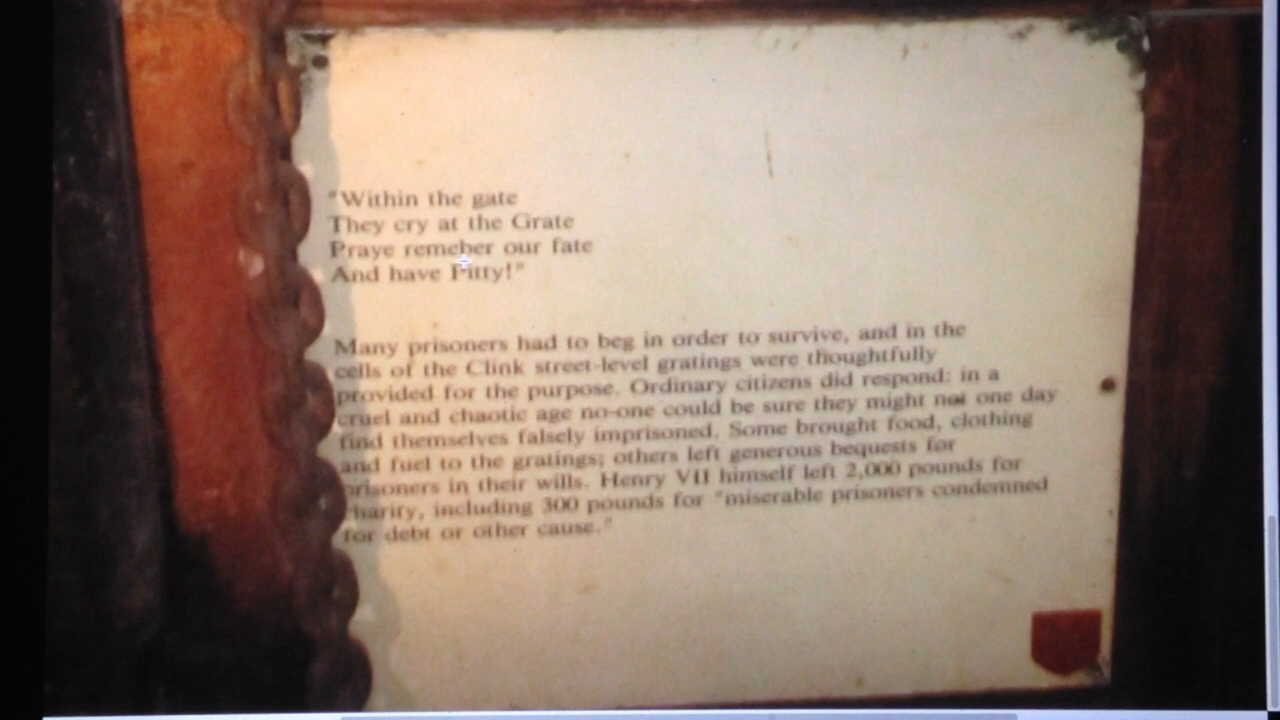 "Within the gate
They cry at the Grate
Praye remeber our fate
And have Pitty!"
Many prisoners had to beg in order to survive, and in the
cells of the Clink street-level gratings were thoughtfully
provided for the purpose. Ordinary citizens did respond: in a
cruel and chaotic age no-one could be sure they might not one day
find themselves falsely imprisoned. Some brought food, clothing
and fuel to the gratings; others left generous bequests for
prisoners in their wills. Henry VII himself left 2,000 pounds for
charity, including 300 pounds for "miserable prisoners condemned
for debt or other cause."